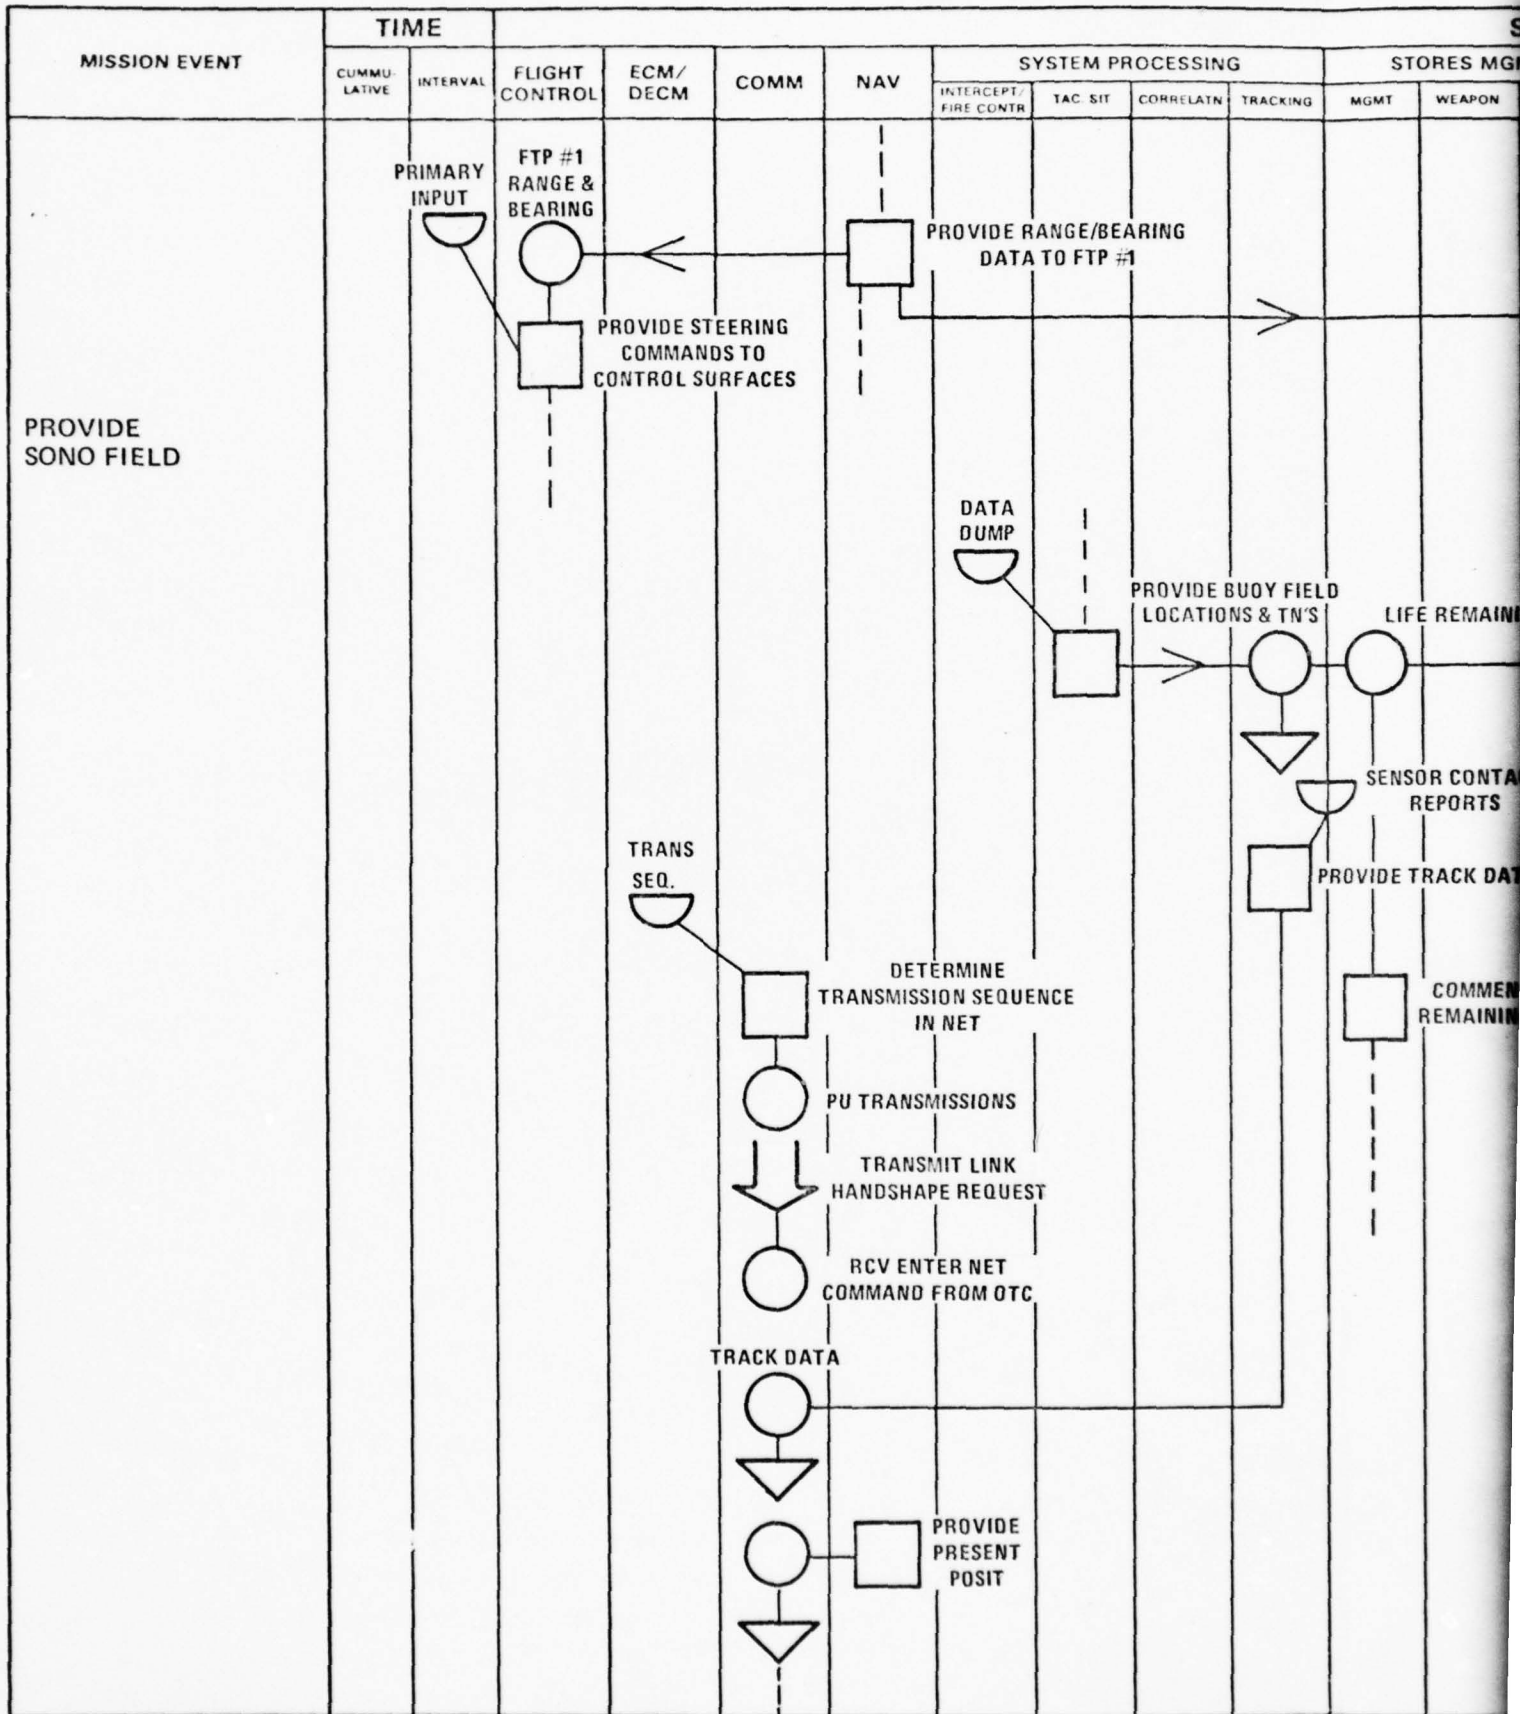 MISSION EVENT
TIME
CUMMU-
LATIVE
INTERVAL
FLIGHT
CONTROL
ECM/
DECM
COMM
NAV
SYSTEM PROCESSING
INTERCEPT/
FIRE CONTR
TAC. SIT
CORRELATN
TRACKING
STORES
MGMT
WEAPON
PRIMARY
INPUT
FTP #1
RANGE &
BEARING
PROVIDE RANGE/BEARING
DATA TO FTP #1
PROVIDE STEERING
COMMANDS TO
CONTROL SURFACES
PROVIDE
SONO FIELD
DATA
DUMP
PROVIDE BUOY FIELD
LOCATIONS & TN'S
LIFE
SENSOR
REPORTS
PROVIDE TRACK
TRANS
SEQ.
DETERMINE
TRANSMISSION SEQUENCE
IN NET
PU TRANSMISSIONS
TRANSMIT LINK
HANDSHAPE REQUEST
RCV ENTER NET
COMMAND FROM OTC
TRACK DATA
PROVIDE
PRESENT
POSIT